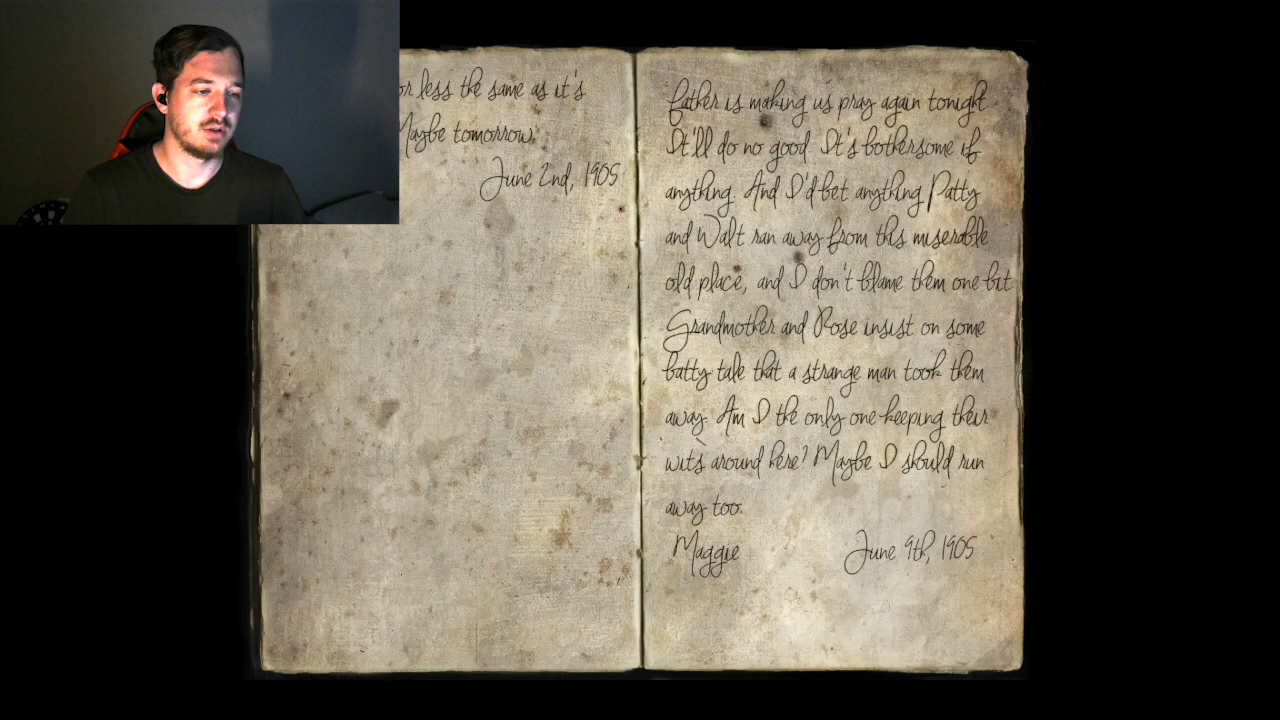 or less the same as it's
Maybe tomorrow.
June 2nd, 1905
Father is making us pray again tonight
It'll do no good. It's bothersome if
anything. And I'd bet anything Patty
and Walt ran away from this miserable
old place, and I don't blame them one bit.
Grandmother and Rose insist on some
batty tale that a strange man took them
away. Am I the only one keeping their
wits around here? Maybe I should run
away too.
Maggie
June 9th, 1905